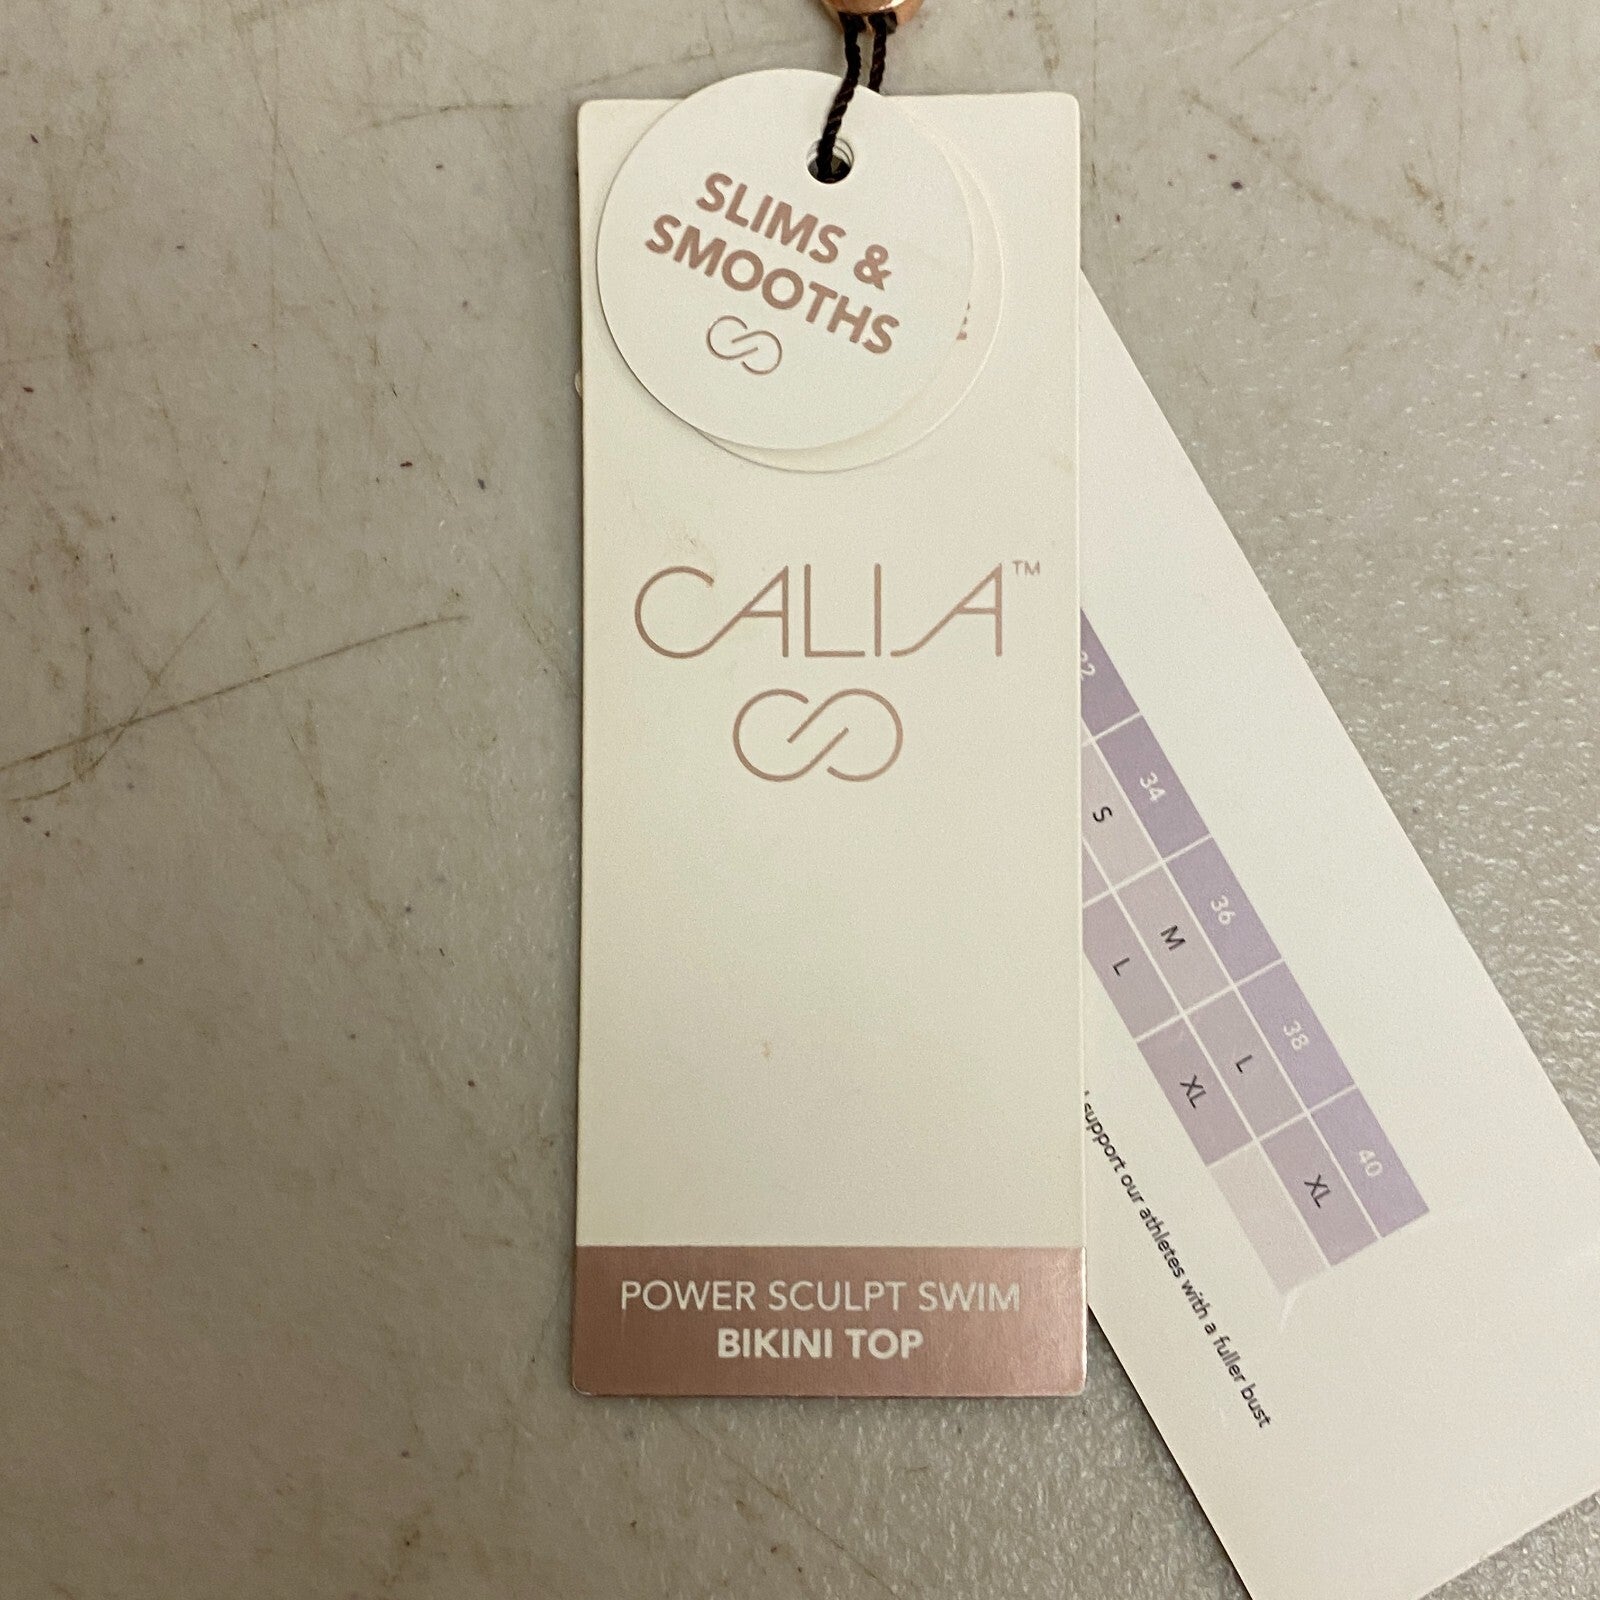 SLIMS &
SMOOTHS
CALIA™
POWER SCULPT SWIM
BIKINI TOP
34
36
38
40
S
M
L
XL
L
XL
support our athletes with a fuller bust